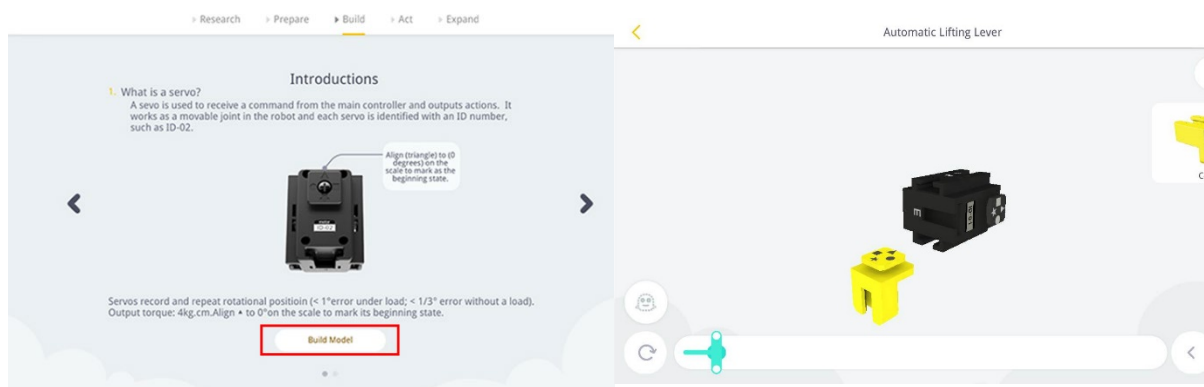 Research
Prepare
Build
Act
Expand
Introductions
1. What is a servo?
A sevo is used to receive a command from the main controller and outputs actions. It
works as a movable joint in the robot and each servo is identified with an ID number,
such as ID-02.
Align (triangle) to (0
degrees) on the
scale to mark as the
beginning state.
ID-02
Servos record and repeat rotational positioin (< 1°error under load; < 1/3° error without a load).
Output torque: 4kg.cm.Align ▲ to 0°on the scale to mark its beginning state.
Build Model
Automatic Lifting Lever
E
C